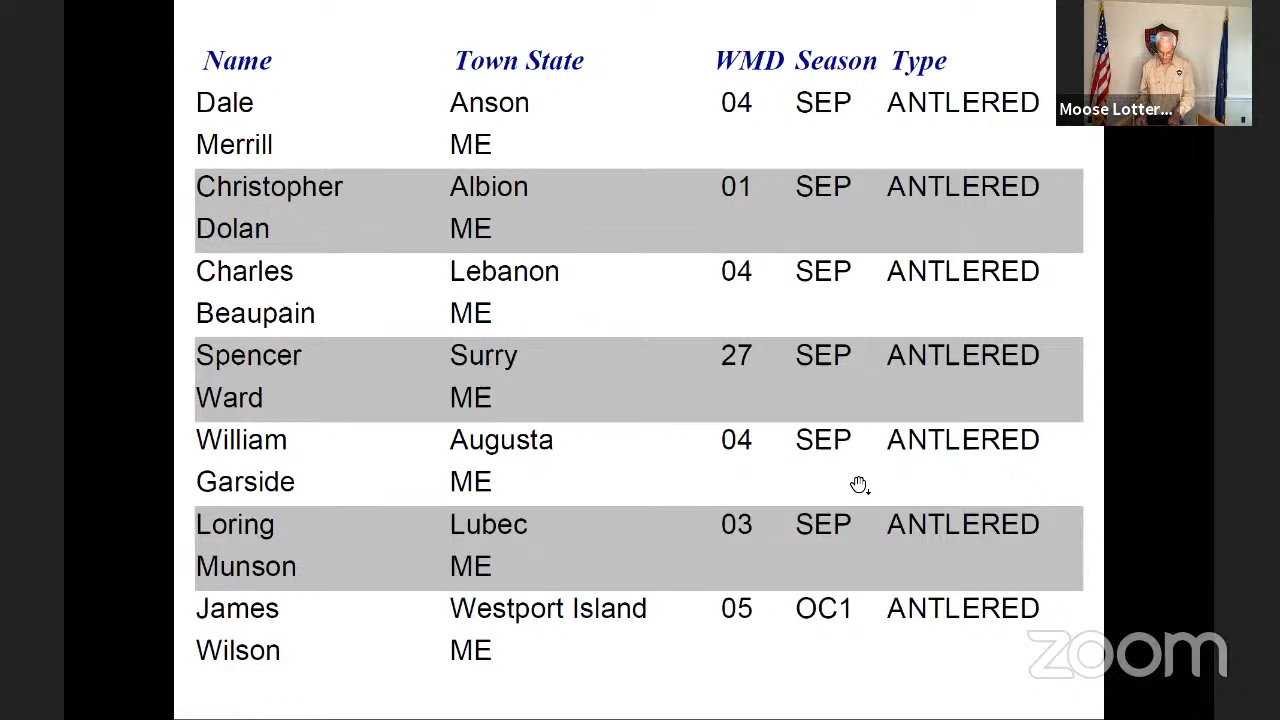 Name Town State WMD Season Type
Dale Anson 04 SEP ANTLERED
Merrill ME
Christopher Albion 01 SEP ANTLERED
Dolan ME
Charles Lebanon 04 SEP ANTLERED
Beaupain ME
Spencer Surry 27 SEP ANTLERED
Ward ME
William Augusta 04 SEP ANTLERED
Garside ME
Loring Lubec 03 SEP ANTLERED
Munson ME
James Westport Island 05 OC1 ANTLERED
Wilson ME
Moose Lotter...
zoom